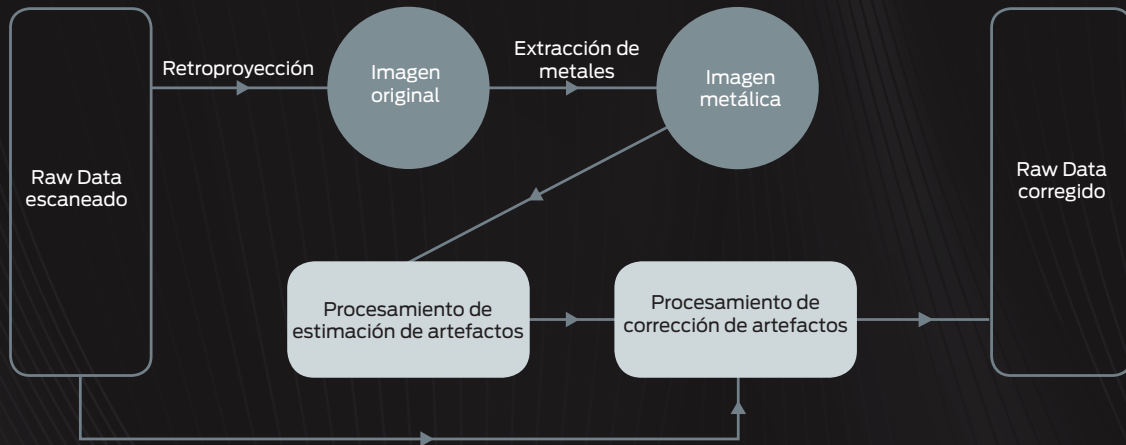 Raw Data
escaneado
Retroproyección
Imagen
original
Extracción de
metales
Imagen
metálica
Procesamiento de
estimación de artefactos
Procesamiento de
corrección de artefactos
Raw Data
corregido